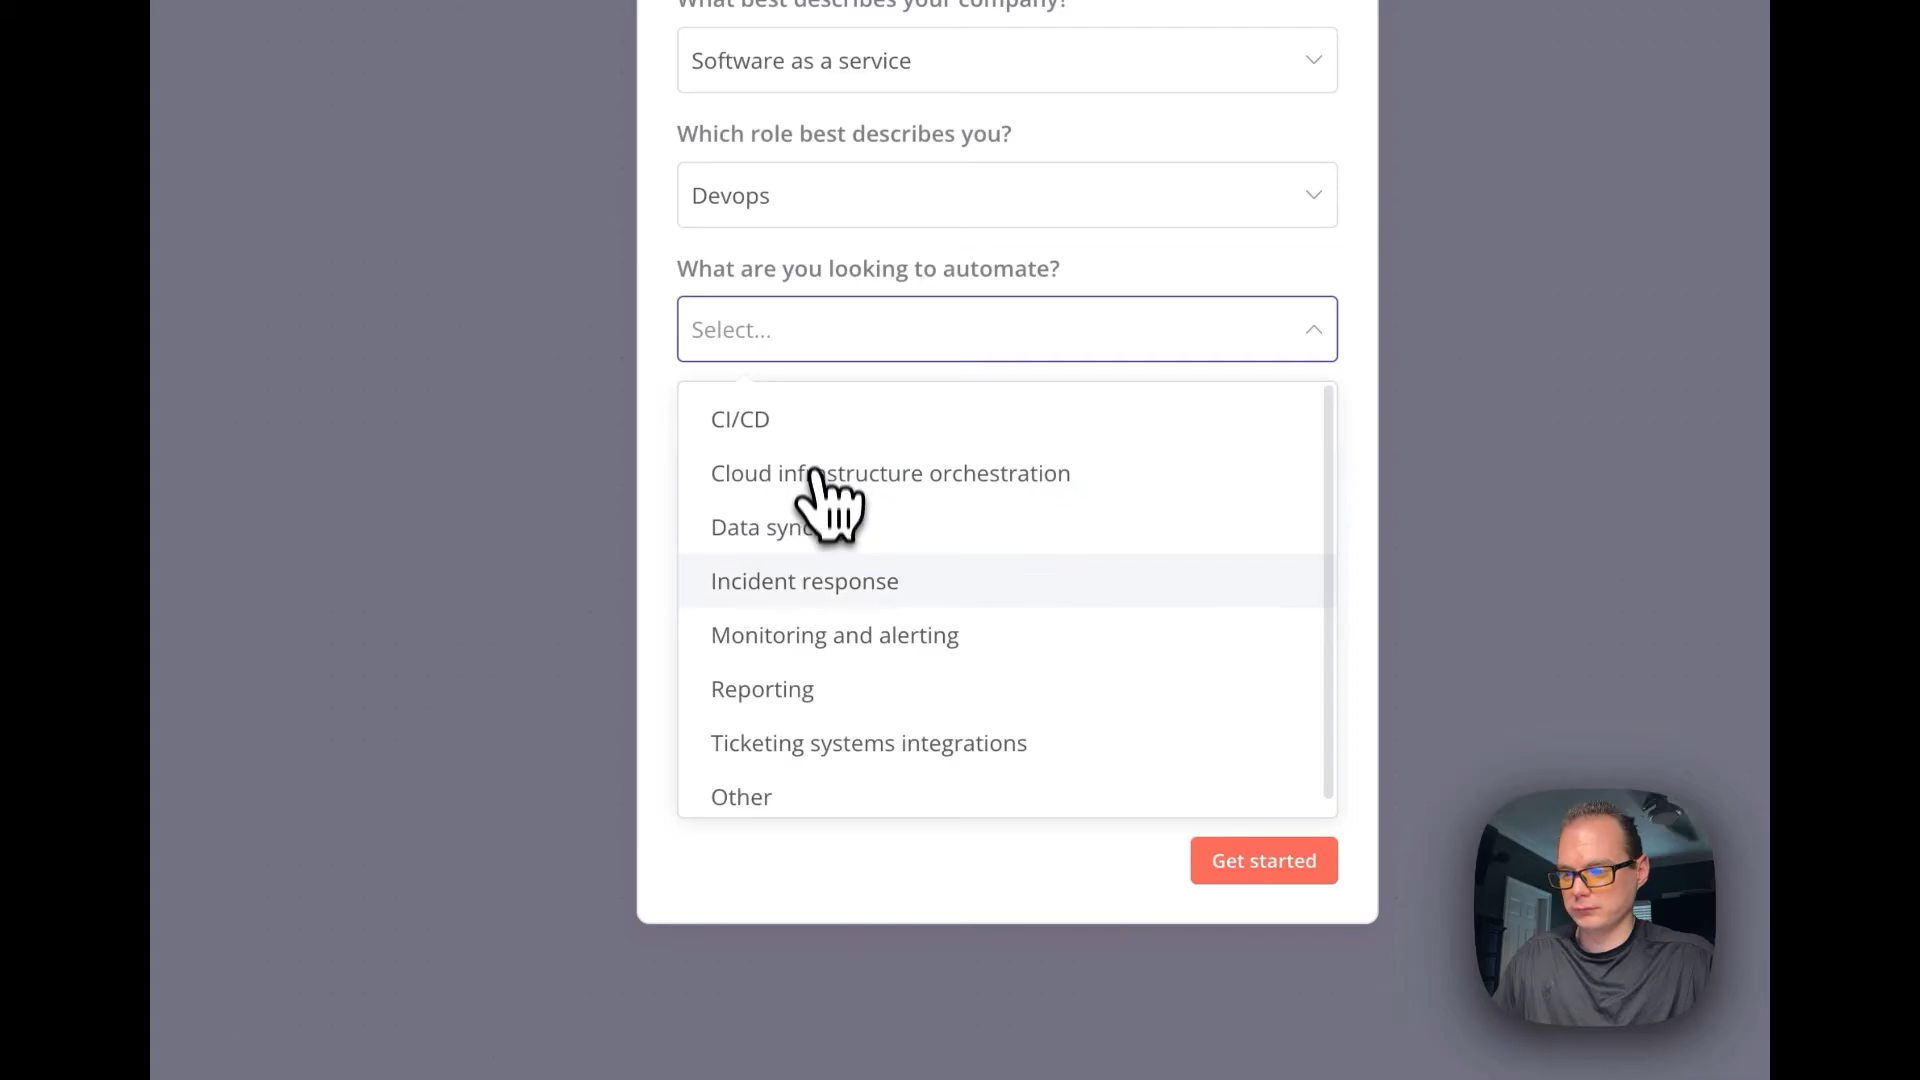 What best describes your company?
Software as a service
Which role best describes you?
Devops
What are you looking to automate?
Select...
CI/CD
Cloud infrastructure orchestration
Data sync
Incident response
Monitoring and alerting
Reporting
Ticketing systems integrations
Other
Get started